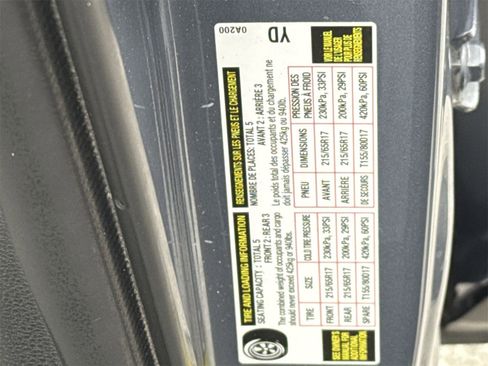 TIRE AND LOADING INFORMATION
SEATING CAPACITY : TOTAL 5
FRONT 2 : REAR 3
The combined weight of occupants and cargo
should never exceed 425kg or 940lbs.
TIRE SIZE COLD TIRE PRESSURE
FRONT 215/65R17 230kPa, 33PSI
REAR 215/65R17 200kPa, 29PSI
SPARE T155/80D17 420kPa, 60PSI
SEE OWNER'S
MANUAL FOR
ADDITIONAL
INFORMATION
RENSEIGNEMENTS SUR LES PNEUS ET LE CHARGEMENT
NOMBRE DE PLACES: TOTAL 5
AVANT 2 : ARRIÈRE 3
Le poids total des occupants et du chargement ne
doit jamais dépasser 425kg ou 940lb.
PNEU DIMENSIONS PRESSION DES
PNEUS À FROID
AVANT 215/65R17 230kPa, 33PSI
ARRIÈRE 215/65R17 200kPa, 29PSI
DE SECOURS T155/80D17 420kPa, 60PSI
VOIR LE MANUEL
DE L'USAGER
POUR PLUS DE
RENSEIGNEMENTS
0A200
YD